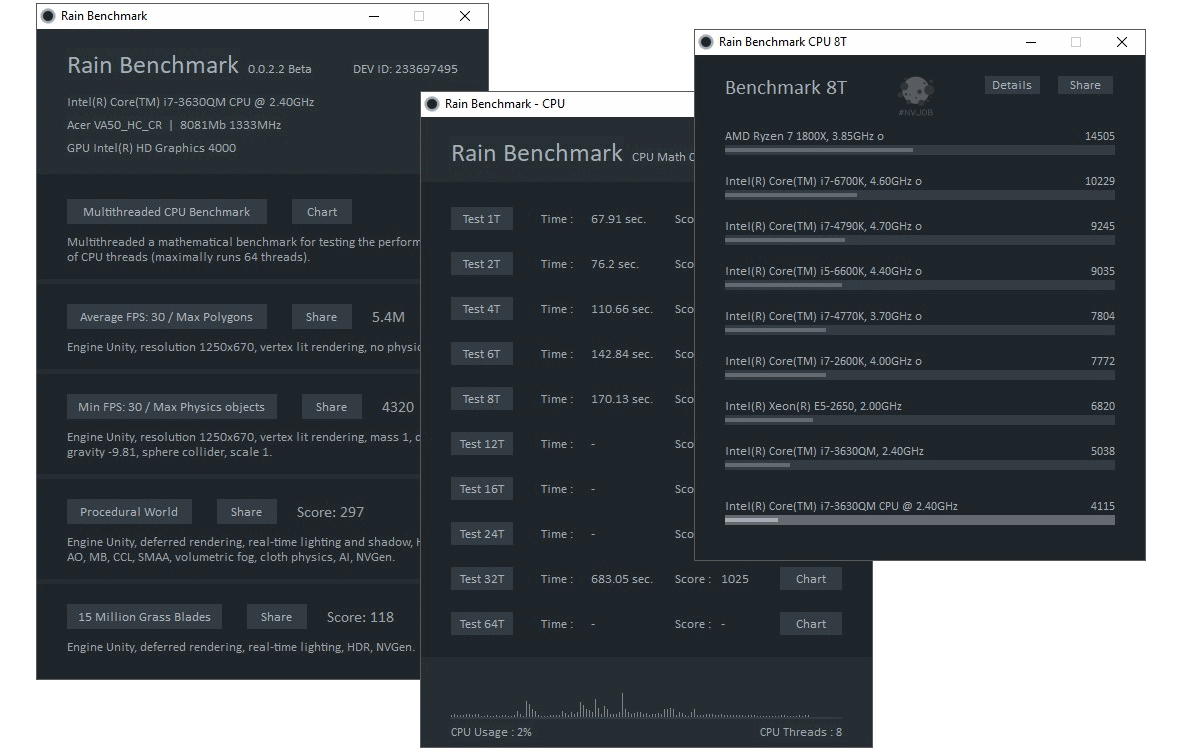 Rain Benchmark
Rain Benchmark 0.0.2.2 Beta DEV ID: 233697495
Intel(R) Core(TM) i7-3630QM CPU @ 2.40GHz
Acer VA50_HC_CR | 8081Mb 1333MHz
GPU Intel(R) HD Graphics 4000
Multithreaded CPU Benchmark Chart
Multithreaded a mathematical benchmark for testing the perform
of CPU threads (maximally runs 64 threads).
Average FPS: 30 / Max Polygons Share 5.4M
Engine Unity, resolution 1250x670, vertex lit rendering, no physic
Min FPS: 30 / Max Physics objects Share 4320
Engine Unity, resolution 1250x670, vertex lit rendering, mass 1, d
gravity -9.81, sphere collider, scale 1.
Procedural World Share Score: 297
Engine Unity, deferred rendering, real-time lighting and shadow, H
AO, MB, CCL, SMAA, volumetric fog, cloth physics, AI, NVGen.
15 Million Grass Blades Share Score: 118
Engine Unity, deferred rendering, real-time lighting, HDR, NVGen.
Rain Benchmark - CPU
Rain Benchmark CPU Math
Test 1T Time : 67.91 sec. Sco
Test 2T Time : 76.2 sec. Sco
Test 4T Time : 110.66 sec. Sco
Test 6T Time : 142.84 sec. Sco
Test 8T Time : 170.13 sec. Sco
Test 12T Time : - Sco
Test 16T Time : - Sco
Test 24T Time : - Sco
Test 32T Time : 683.05 sec. Score : 1025 Chart
Test 64T Time : - Score : - Chart
CPU Usage : 2% CPU Threads : 8
Rain Benchmark CPU 8T
Benchmark 8T #NVJOB Details Share
AMD Ryzen 7 1800X, 3.85GHz o 14505
Intel(R) Core(TM) i7-6700K, 4.60GHz o 10229
Intel(R) Core(TM) i7-4790K, 4.70GHz o 9245
Intel(R) Core(TM) i5-6600K, 4.40GHz o 9035
Intel(R) Core(TM) i7-4770K, 3.70GHz o 7804
Intel(R) Core(TM) i7-2600K, 4.00GHz o 7772
Intel(R) Xeon(R) E5-2650, 2.00GHz 6820
Intel(R) Core(TM) i7-3630QM, 2.40GHz 5038
Intel(R) Core(TM) i7-3630QM CPU @ 2.40GHz 4115